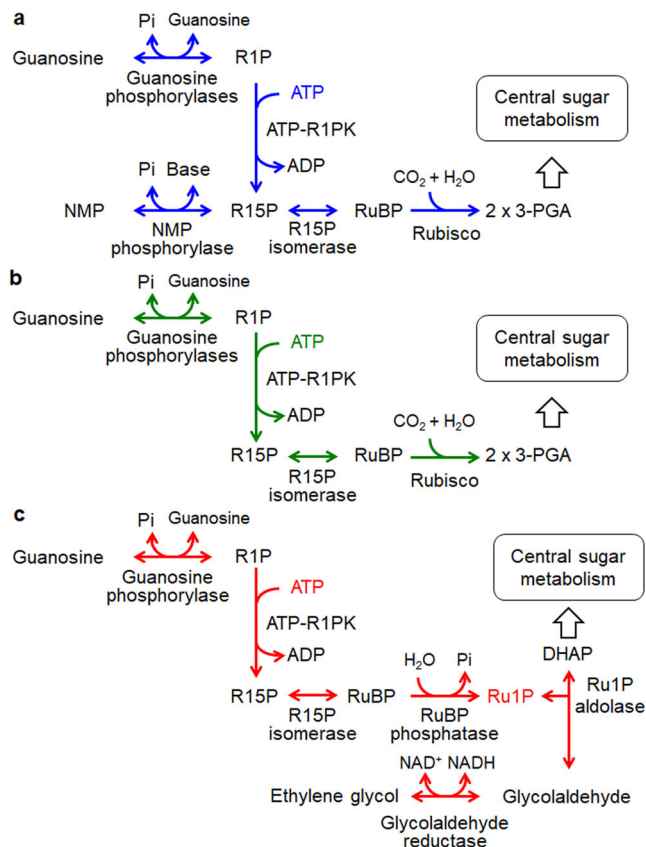 a
Pi Guanosine
Guanosine R1P
Guanosine
phosphorylases
ATP
ATP-R1PK
ADP
Central sugar
metabolism
Pi Base
CO₂ + H₂O
NMP R15P RuBP 2 x 3-PGA
NMP
phosphorylase
R15P
isomerase
Rubisco
b
Pi Guanosine
Guanosine R1P
Guanosine
phosphorylases
ATP
ATP-R1PK
ADP
Central sugar
metabolism
CO₂ + H₂O
R15P RuBP 2 x 3-PGA
R15P
isomerase
Rubisco
c
Pi Guanosine
Guanosine R1P
Guanosine
phosphorylase
ATP
ATP-R1PK
ADP
Central sugar
metabolism
DHAP
H₂O Pi
R15P RuBP Ru1P
R15P
isomerase
RuBP
phosphatase
Ru1P
aldolase
NAD⁺ NADH
Ethylene glycol Glycolaldehyde
Glycolaldehyde
reductase